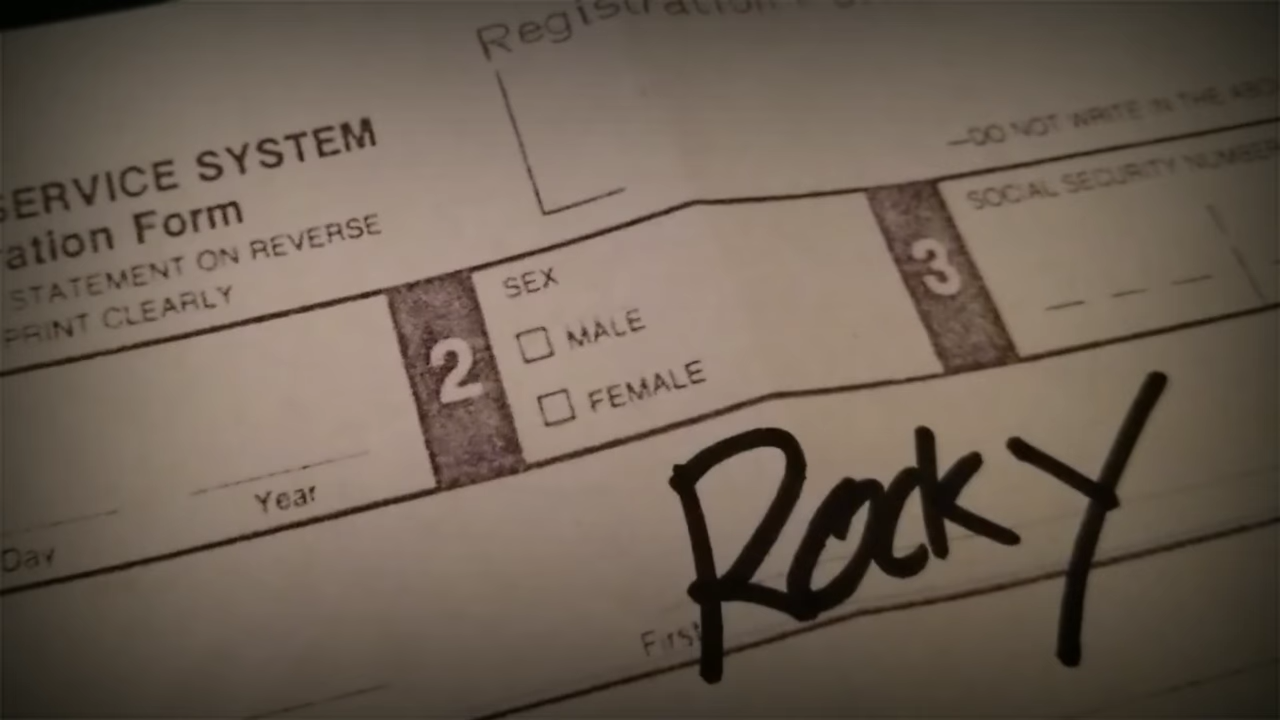 Registration
SERVICE SYSTEM
ration Form
STATEMENT ON REVERSE
PRINT CLEARLY
—DO NOT WRITE IN THE ABO
2
SEX
MALE
FEMALE
3
SOCIAL SECURITY NUMBER
Day
Year
Rocky
First